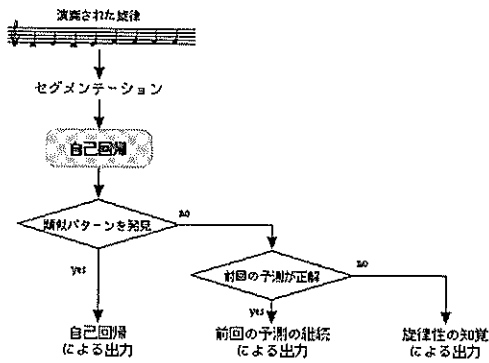 演奏された旋律
セグメンテーション
自己回帰
類似パターンを発見
no
yes
前回の予測が正解
no
yes
自己回帰
による出力
前回の予測の継続
による出力
旋律性の知覚
による出力